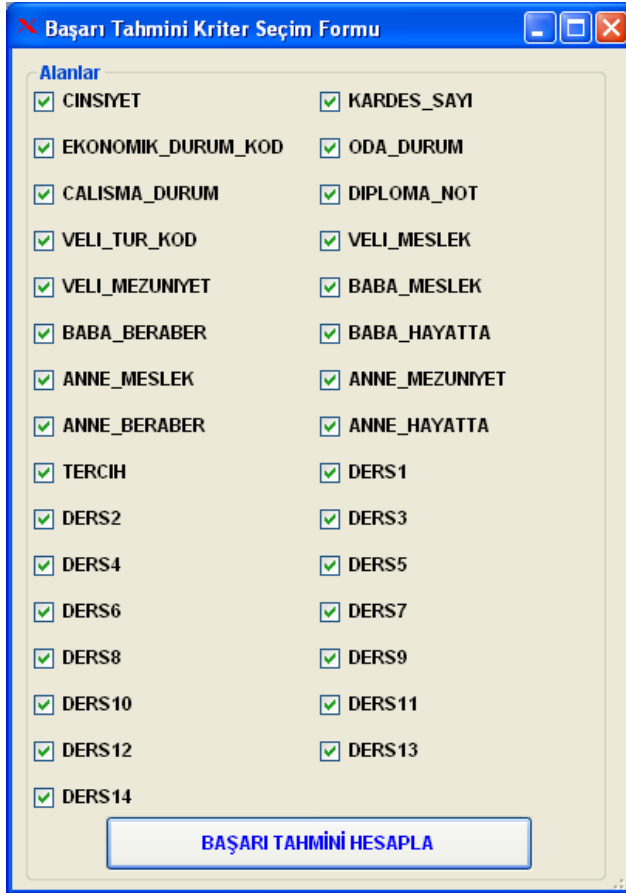 Başarı Tahmini Kriter Seçim Formu
Alanlar
CINSIYET KARDES_SAYI
EKONOMIK_DURUM_KOD ODA_DURUM
CALISMA_DURUM DIPLOMA_NOT
VELI_TUR_KOD VELI_MESLEK
VELI_MEZUNIYET BABA_MESLEK
BABA_BERABER BABA_HAYATTA
ANNE_MESLEK ANNE_MEZUNIYET
ANNE_BERABER ANNE_HAYATTA
TERCIH DERS1
DERS2 DERS3
DERS4 DERS5
DERS6 DERS7
DERS8 DERS9
DERS10 DERS11
DERS12 DERS13
DERS14
BAŞARI TAHMİNİ HESAPLA